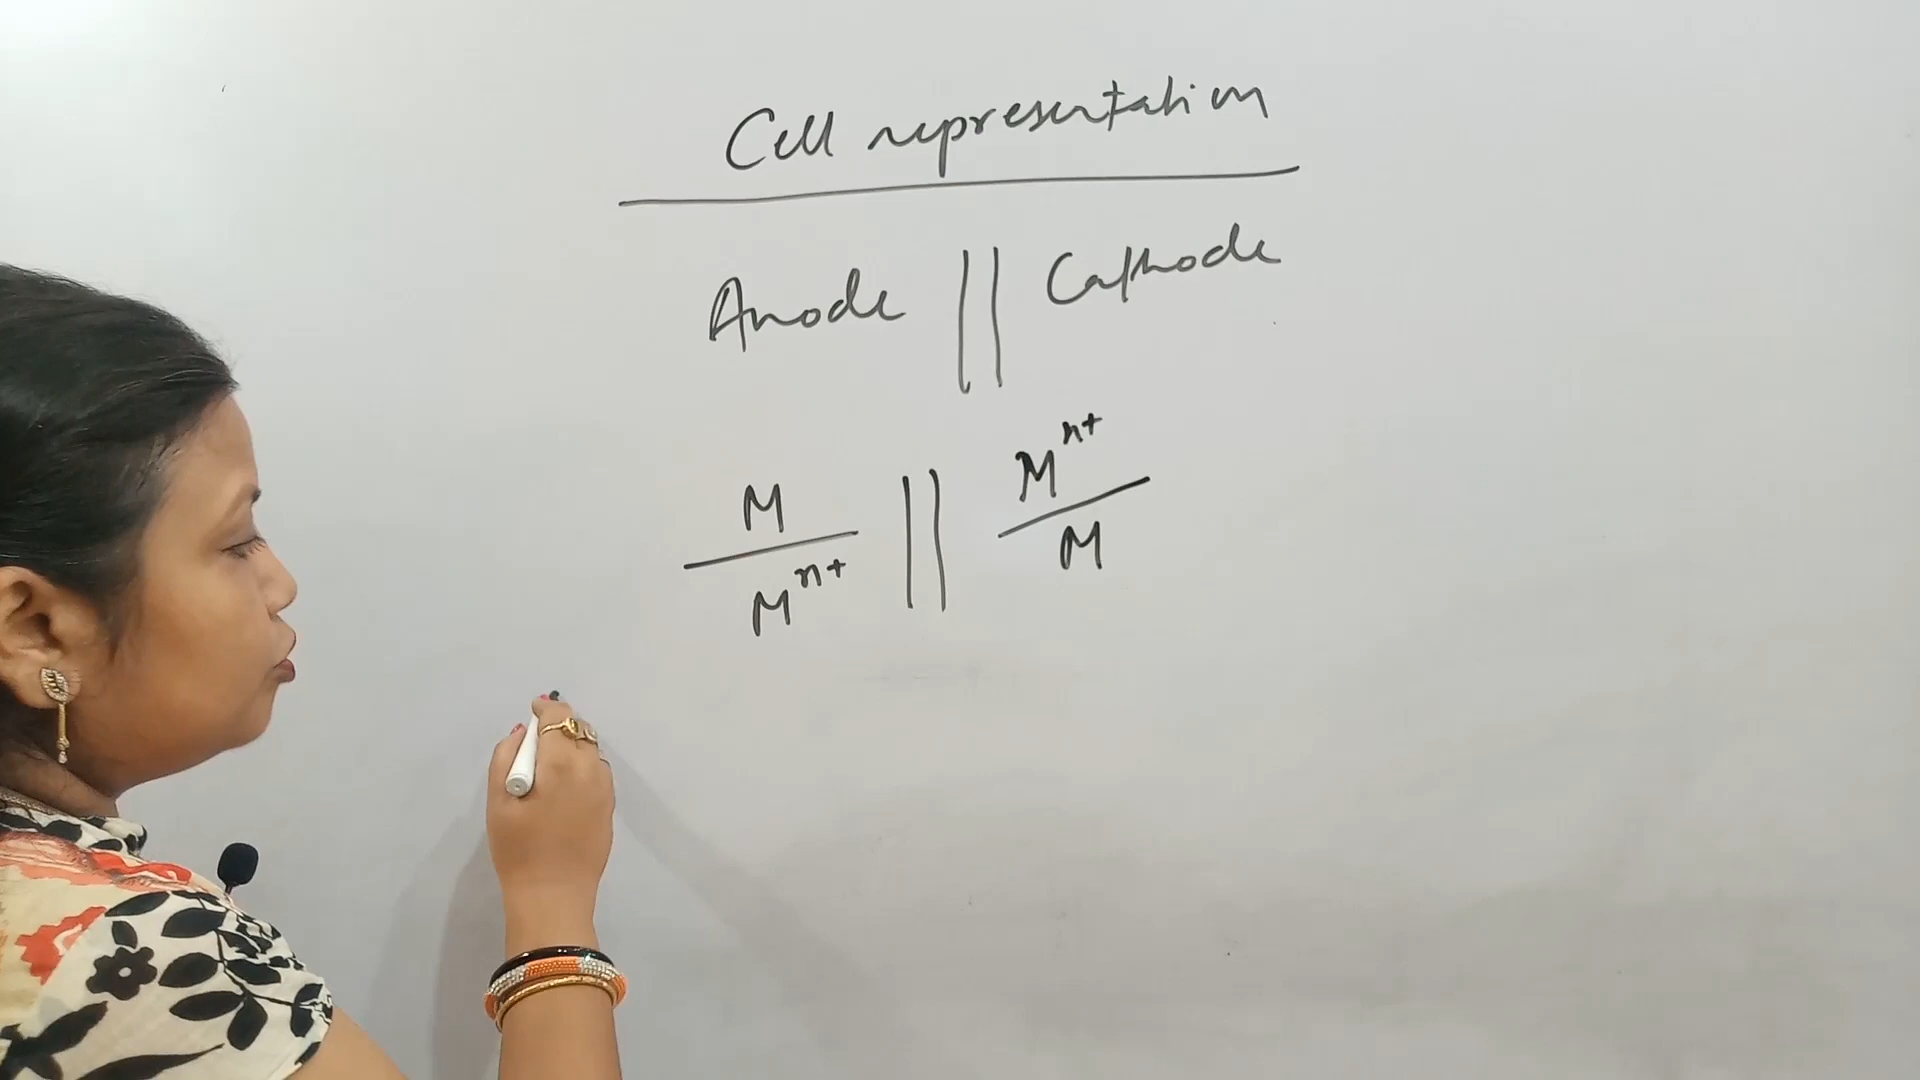 Cell representation
Anode || Cathode
M / Mⁿ⁺ || Mⁿ⁺ / M